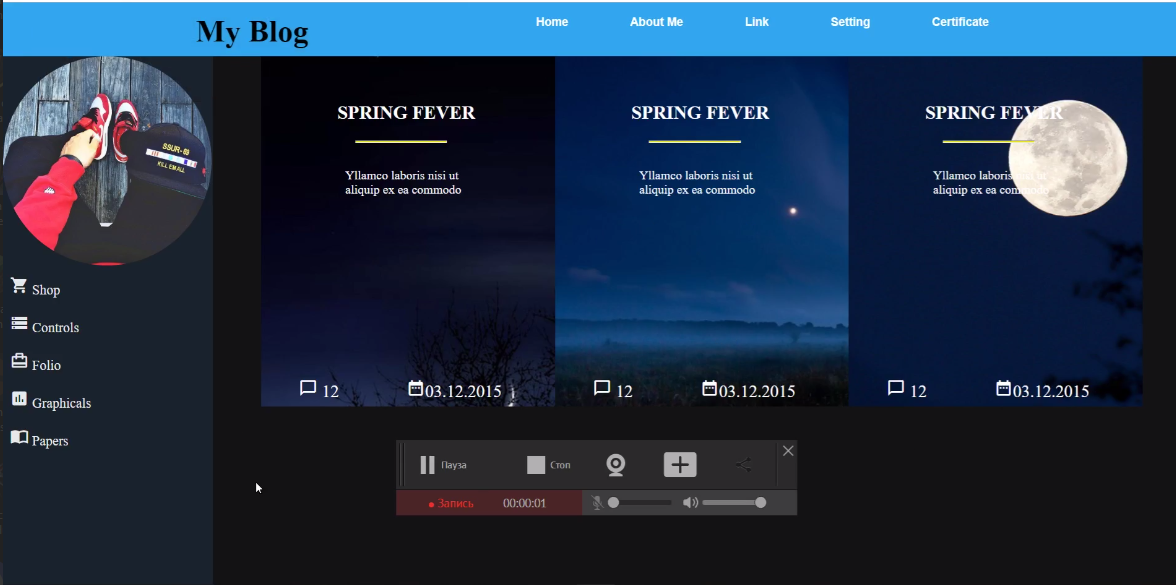 My Blog
Home About Me Link Setting Certificate
SSUR-89
KILL EM ALL
Shop
Controls
Folio
Graphicals
Papers
SPRING FEVER
Yllamco laboris nisi ut
aliquip ex ea commodo
12 03.12.2015
SPRING FEVER
Yllamco laboris nisi ut
aliquip ex ea commodo
12 03.12.2015
SPRING FEVER
Yllamco laboris nisi ut
aliquip ex ea commodo
12 03.12.2015
Пауза Стоп
Запись 00:00:01